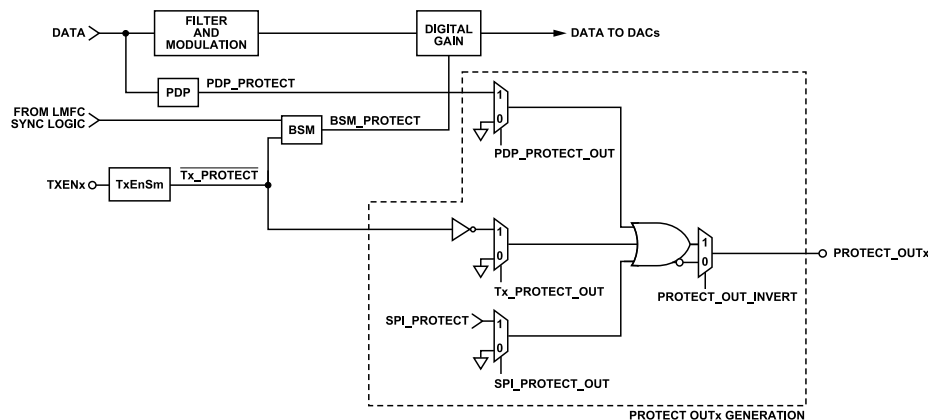 DATA
FILTER
AND
MODULATION
DIGITAL
GAIN
DATA TO DACs
PDP
PDP_PROTECT
FROM LMFC
SYNC LOGIC
BSM
BSM_PROTECT
1
0
PDP_PROTECT_OUT
TXENx
TxEnSm
Tx_PROTECT
1
0
Tx_PROTECT_OUT
1
0
PROTECT_OUTx
PROTECT_OUT_INVERT
SPI_PROTECT
1
0
SPI_PROTECT_OUT
PROTECT OUTx GENERATION